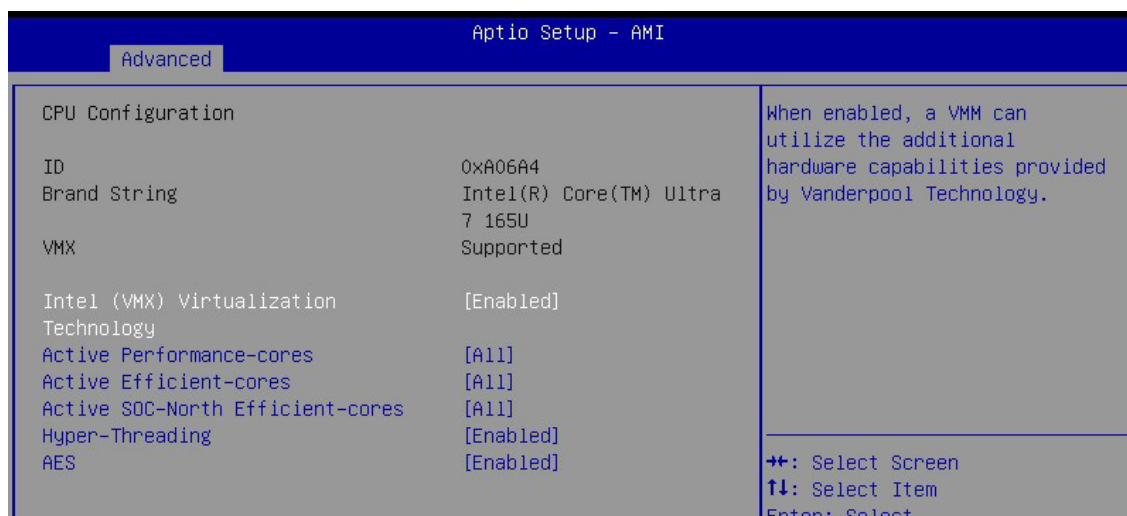 Aptio Setup - AMI
Advanced
CPU Configuration
ID 0xA06A4
Brand String Intel(R) Core(TM) Ultra
7 165U
VMX Supported
Intel (VMX) Virtualization [Enabled]
Technology
Active Performance-cores [All]
Active Efficient-cores [All]
Active SOC-North Efficient-cores [All]
Hyper-Threading [Enabled]
AES [Enabled]
When enabled, a VMM can
utilize the additional
hardware capabilities provided
by Vanderpool Technology.
→←: Select Screen
↑↓: Select Item
Enter: Select